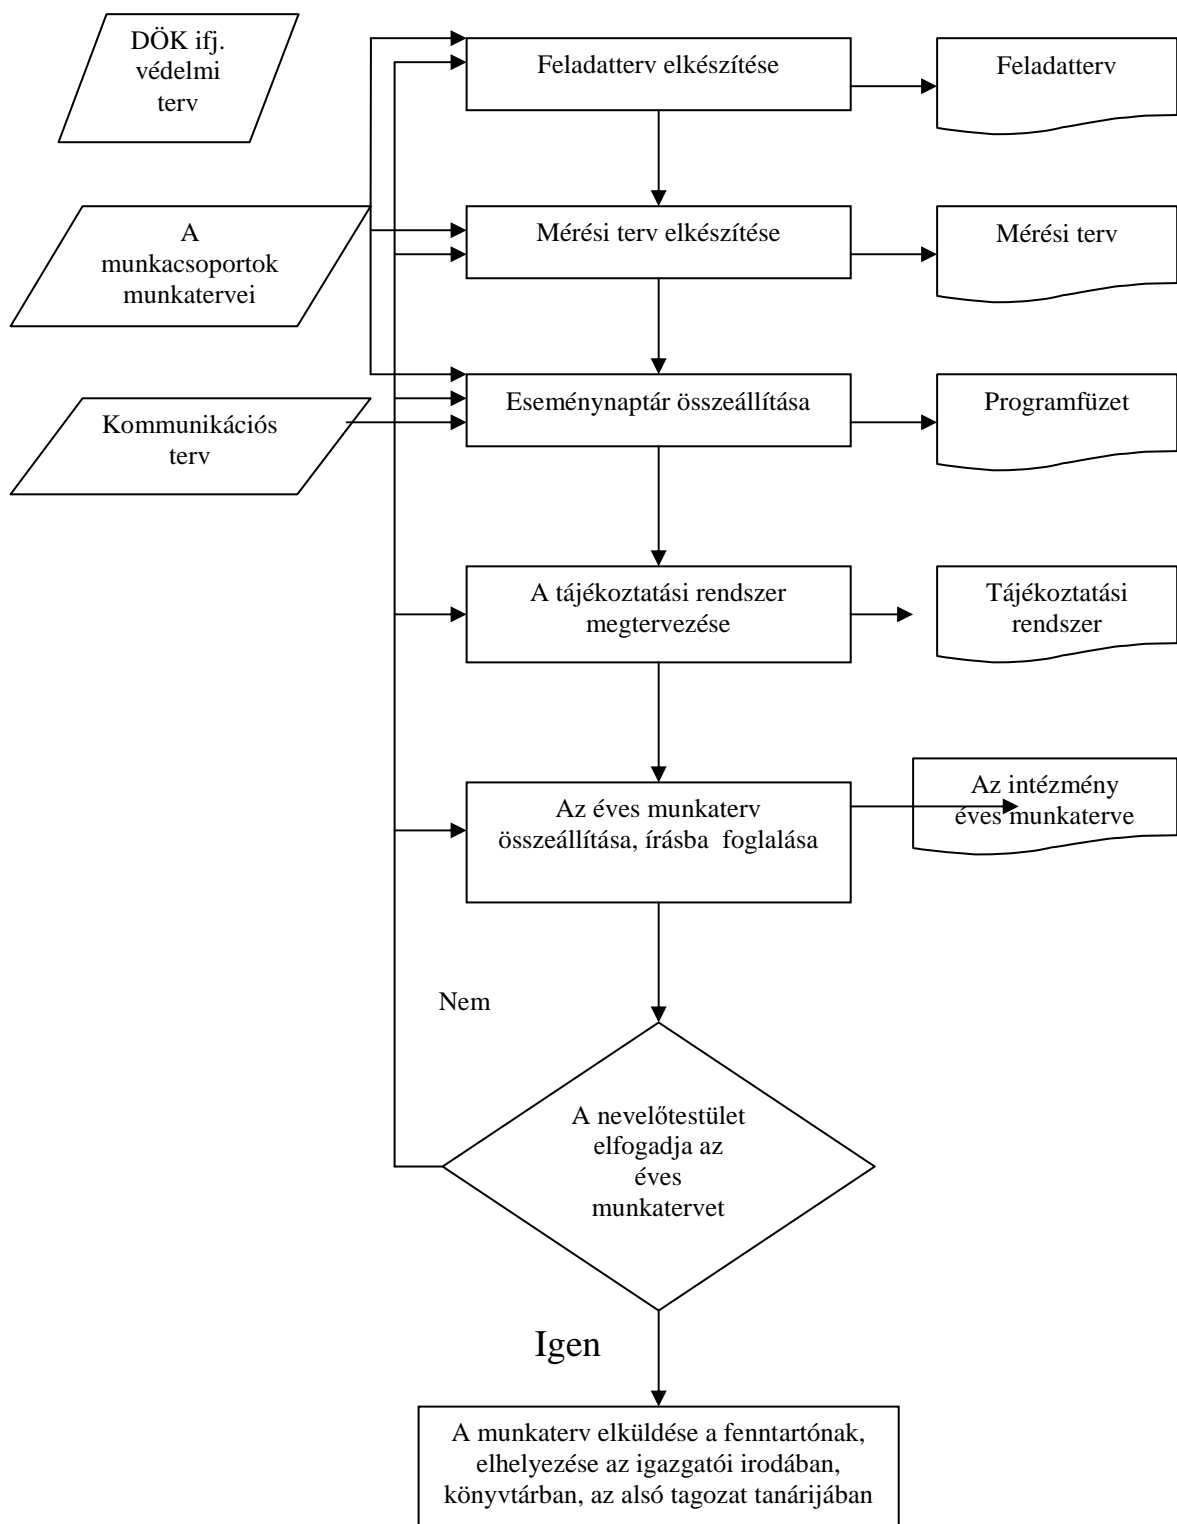 DÖK ifj.
védelmi
terv
Feladatterv elkészítése
Feladatterv
A
munkacsoportok
munkatervei
Mérési terv elkészítése
Mérési terv
Kommunikációs
terv
Eseménynaptár összeállítása
Programfüzet
A tájékoztatási rendszer
megtervezése
Tájékoztatási
rendszer
Az éves munkaterv
összeállítása, írásba foglalása
Az intézmény
éves munkaterve
Nem
A nevelőtestület
elfogadja az
éves
munkatervet
Igen
A munkaterv elküldése a fenntartónak,
elhelyezése az igazgatói irodában,
könyvtárban, az alsó tagozat tanárijában